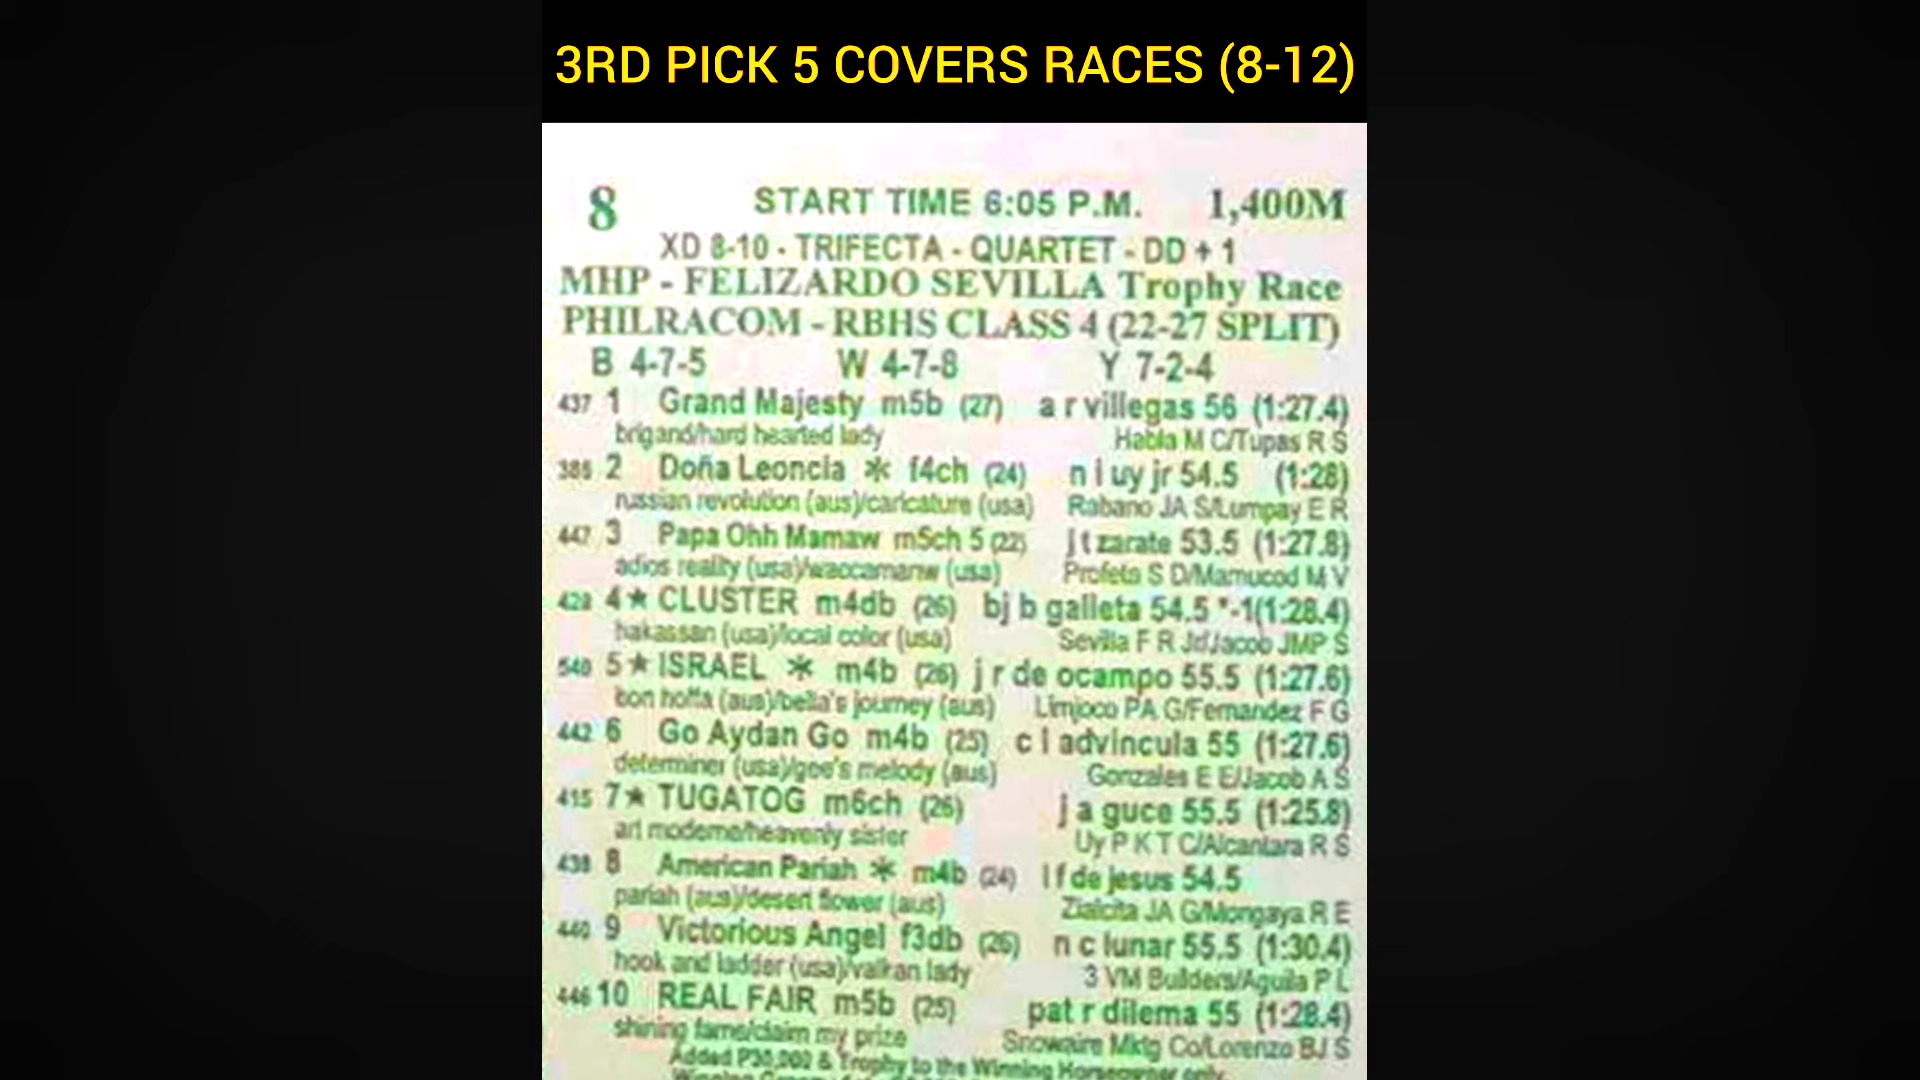 3RD PICK 5 COVERS RACES (8-12)
8 START TIME 6:05 P.M. 1,400M
XD 8-10 - TRIFECTA - QUARTET - DD + 1
MHP - FELIZARDO SEVILLA Trophy Race
PHILRACOM - RBHS CLASS 4 (22-27 SPLIT)
B 4-7-5 W 4-7-8 Y 7-2-4
437 1 Grand Majesty m5b (27) a r villegas 56 (1:27.4)
brigand/hard hearted lady Habla M C/Tupas R S
385 2 Doña Leoncia * f4ch (24) n l uy jr 54.5 (1:28)
russian revolution (aus)/caricature (usa) Rabano JA S/Lumpay E R
447 3 Papa Ohh Mamaw m5ch 5 (22) j t zarate 53.5 (1:27.8)
adios reality (usa)/waccamanw (usa) Profeta S D/Mamucod M V
4★ CLUSTER m4db (26) bj b galleta 54.5 *-1(1:28.4)
hakassan (usa)/local color (usa) Sevilla F R Jr/Jacob JMP S
540 5★ ISRAEL * m4b (26) j r de ocampo 55.5 (1:27.6)
bon hoffa (aus)/bella's journey (aus) Limjoco PA G/Fernandez F G
442 6 Go Aydan Go m4b (25) c l advincula 55 (1:27.6)
determiner (usa)/gee's melody (aus) Gonzales E E/Jacob A S
415 7★ TUGATOG m6ch (26) j a guce 55.5 (1:25.8)
art moderne/heavenly sister Uy P K T C/Alcantara R S
438 8 American Pariah * m4b (24) l f de jesus 54.5
pariah (aus)/desert flower (aus) Zialcita JA G/Mongaya R E
440 9 Victorious Angel f3db (26) n c lunar 55.5 (1:30.4)
hook and ladder (usa)/valkan lady 3 VM Builders/Aguila P L
446 10 REAL FAIR m5b (25) pat r dilema 55 (1:28.4)
shining fame/claim my prize Snowaire Mktg Co/Lorenzo BJ S
Added P30,000 & Trophy to the Winning Horseowner only